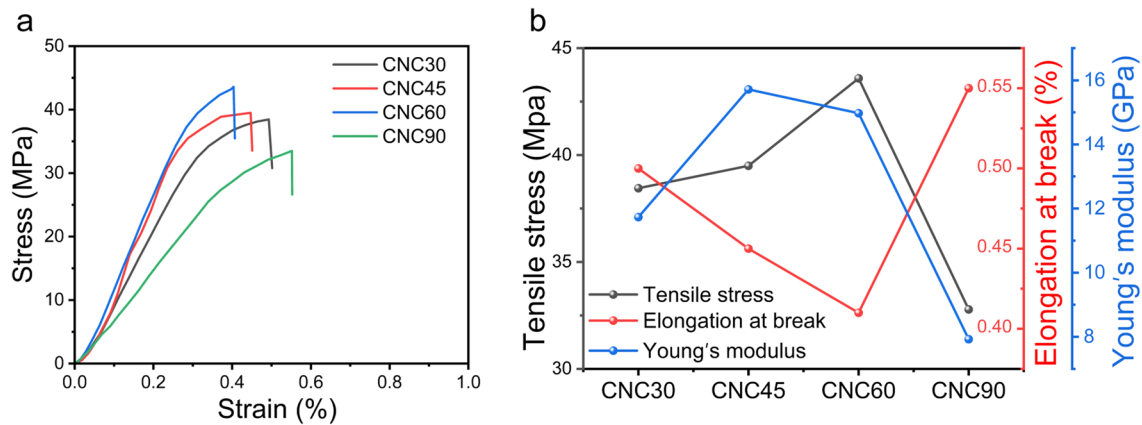 a
50
40
30
20
10
0
Stress (MPa)
CNC30
CNC45
CNC60
CNC90
0.0
0.2
0.4
0.6
0.8
1.0
Strain (%)
b
45
40
35
30
Tensile stress (Mpa)
Tensile stress
Elongation at break
Young's modulus
CNC30
CNC45
CNC60
CNC90
0.55
0.50
0.45
0.40
Elongation at break (%)
16
14
12
10
8
Young's modulus (GPa)